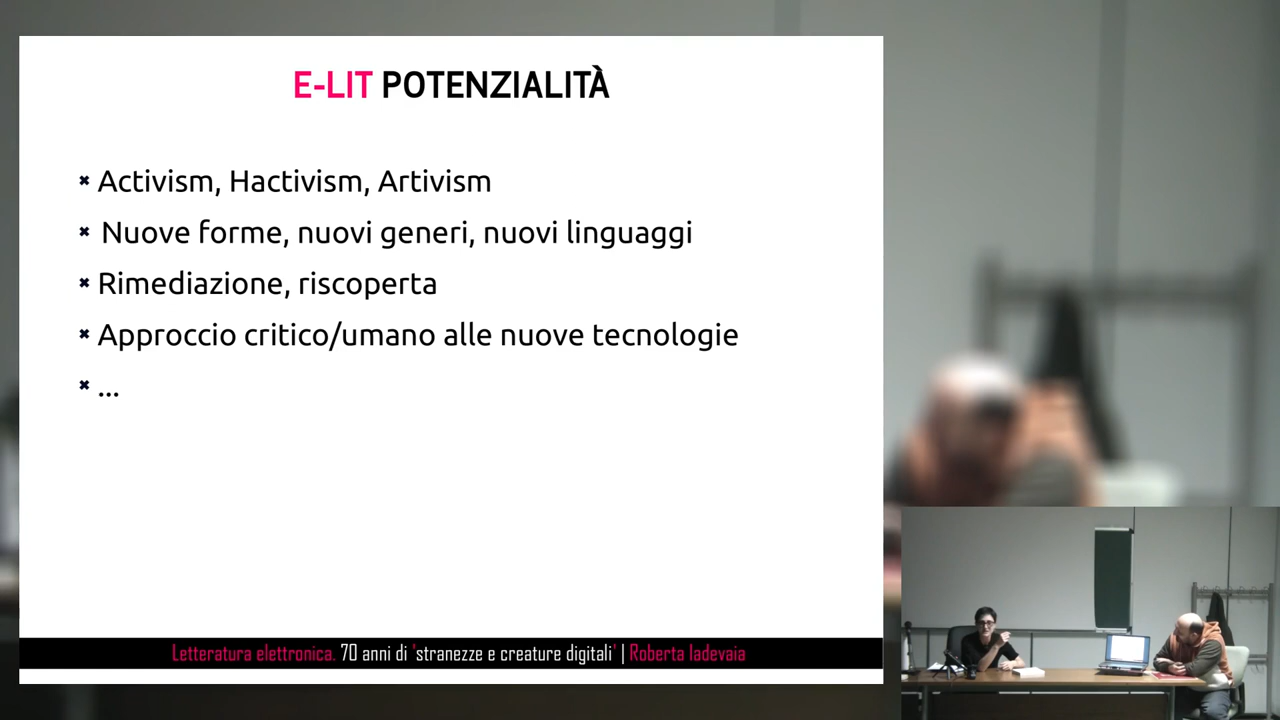 E-LIT POTENZIALITÀ
Activism, Hactivism, Artivism
Nuove forme, nuovi generi, nuovi linguaggi
Rimediazione, riscoperta
Approccio critico/umano alle nuove tecnologie
...
Letteratura elettronica. 70 anni di 'stranezze e creature digitali' | Roberta Iadevaia